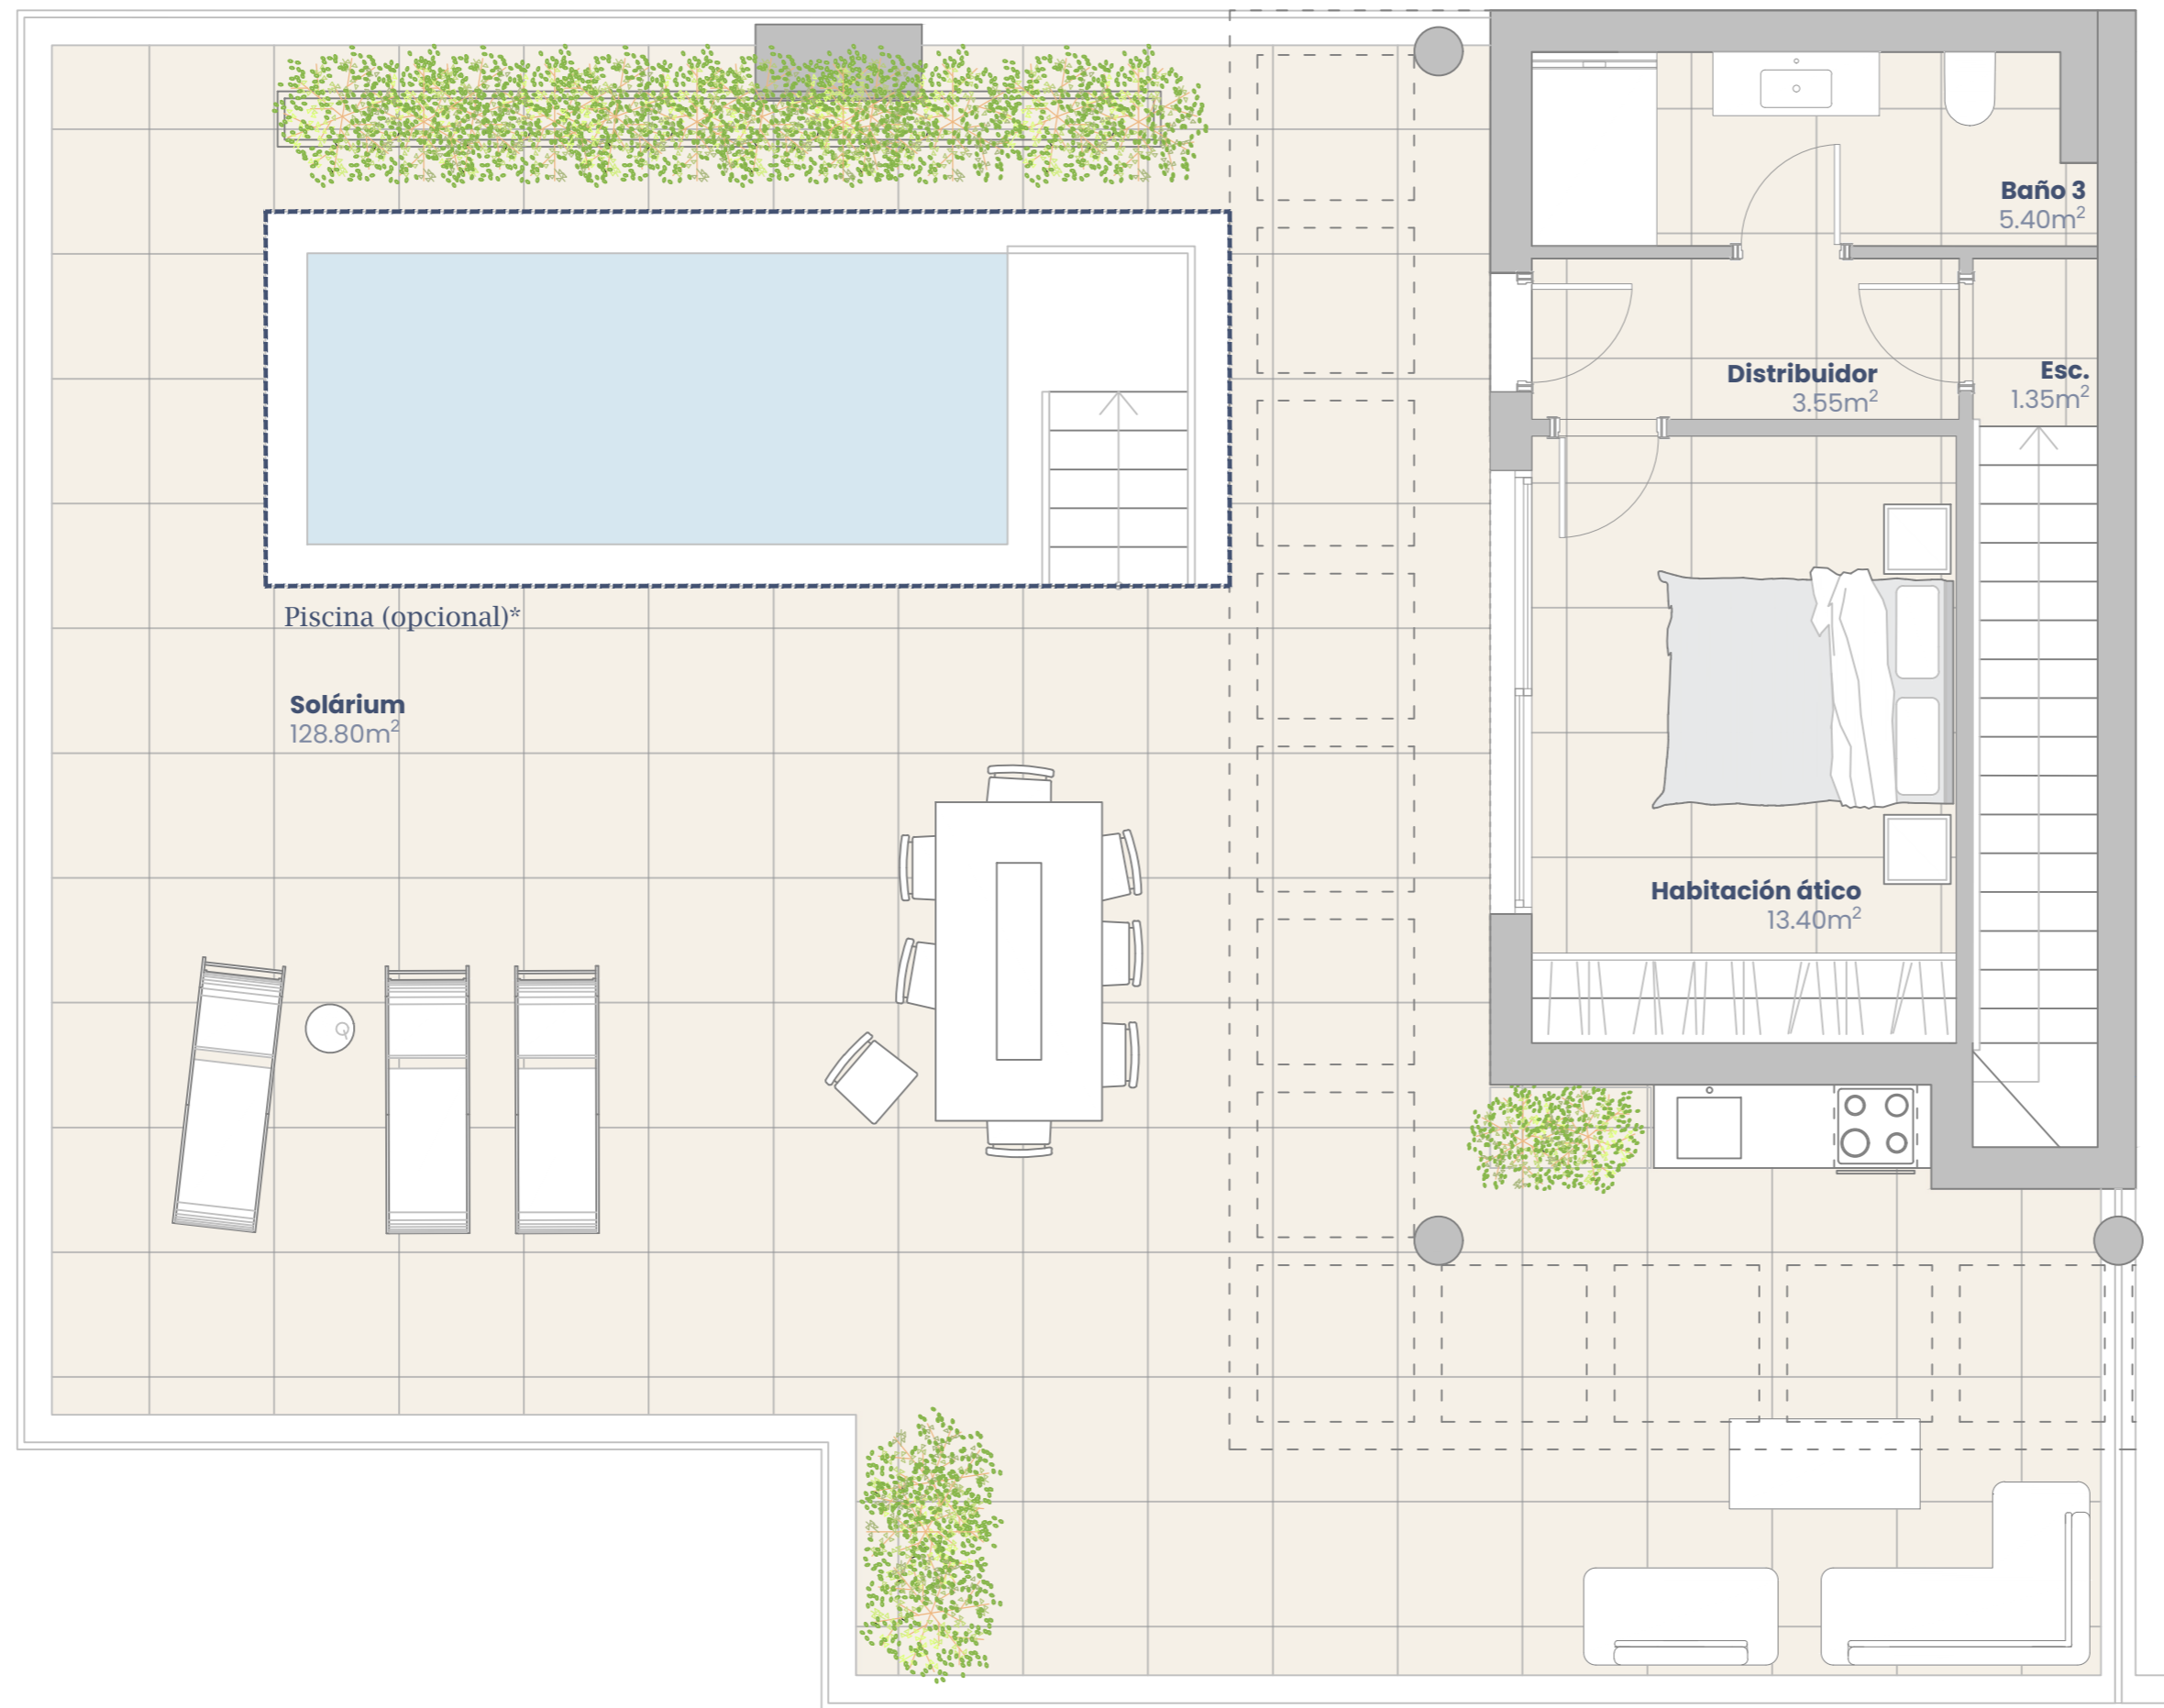 Baño 3
5.40m²
Distribuidor
3.55m²
Esc.
1.35m²
Piscina (opcional)*
Solárium
128.80m²
Habitación ático
13.40m²